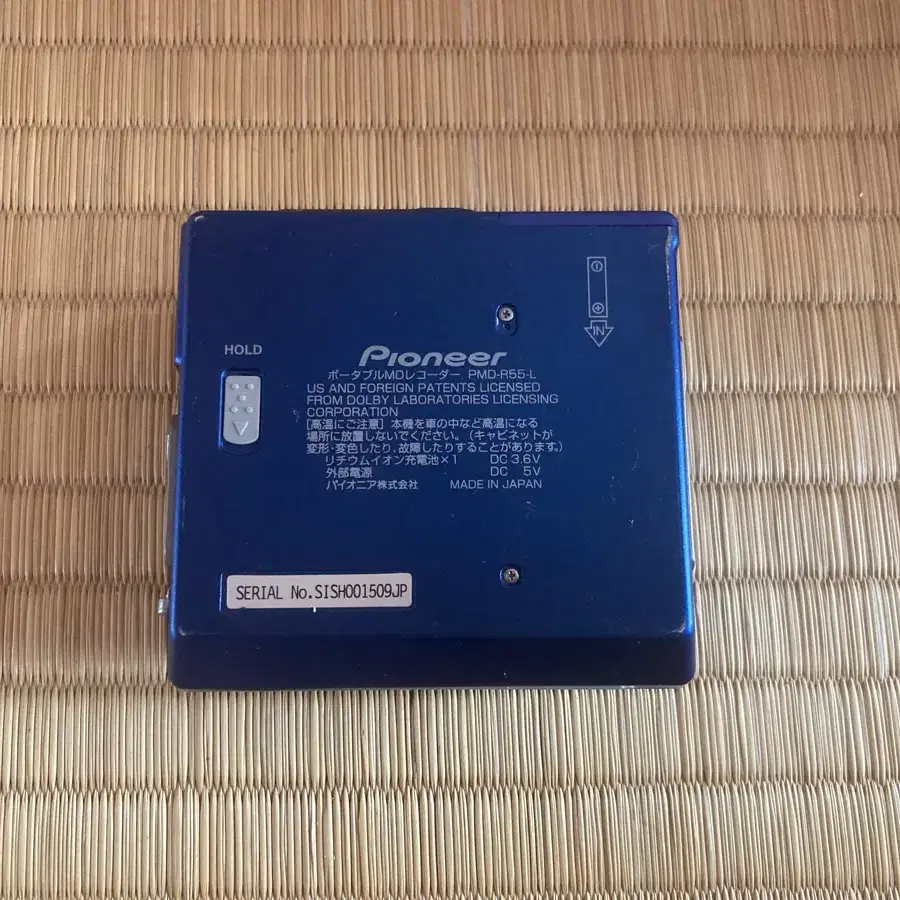 HOLD
Pioneer
ポータブルMDレコーダー PMD-R55-L
US AND FOREIGN PATENTS LICENSED
FROM DOLBY LABORATORIES LICENSING
CORPORATION
[高温にご注意] 本機を車の中など高温になる
場所に放置しないでください。(キャビネットが
変形・変色したり、故障したりすることがあります。)
リチウムイオン充電池×1 DC 3.6V
外部電源 DC 5V
パイオニア株式会社 MADE IN JAPAN
IN
SERIAL No.SISH001509JP